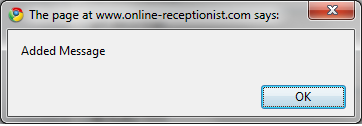 The page at www.online-receptionist.com says:
Added Message
OK